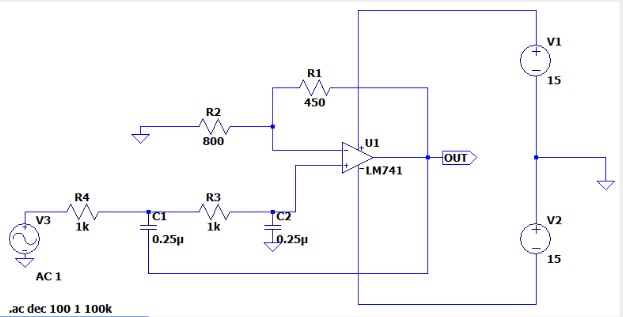 V1
15
R1
450
R2
800
U1
LM741
OUT
R4
1k
R3
1k
C1
0.25µ
C2
0.25µ
V3
AC 1
V2
15
.ac dec 100 1 100k